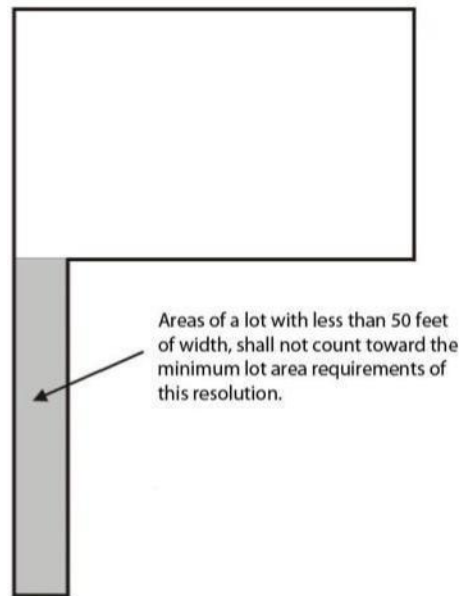 Areas of a lot with less than 50 feet
of width, shall not count toward the
minimum lot area requirements of
this resolution.